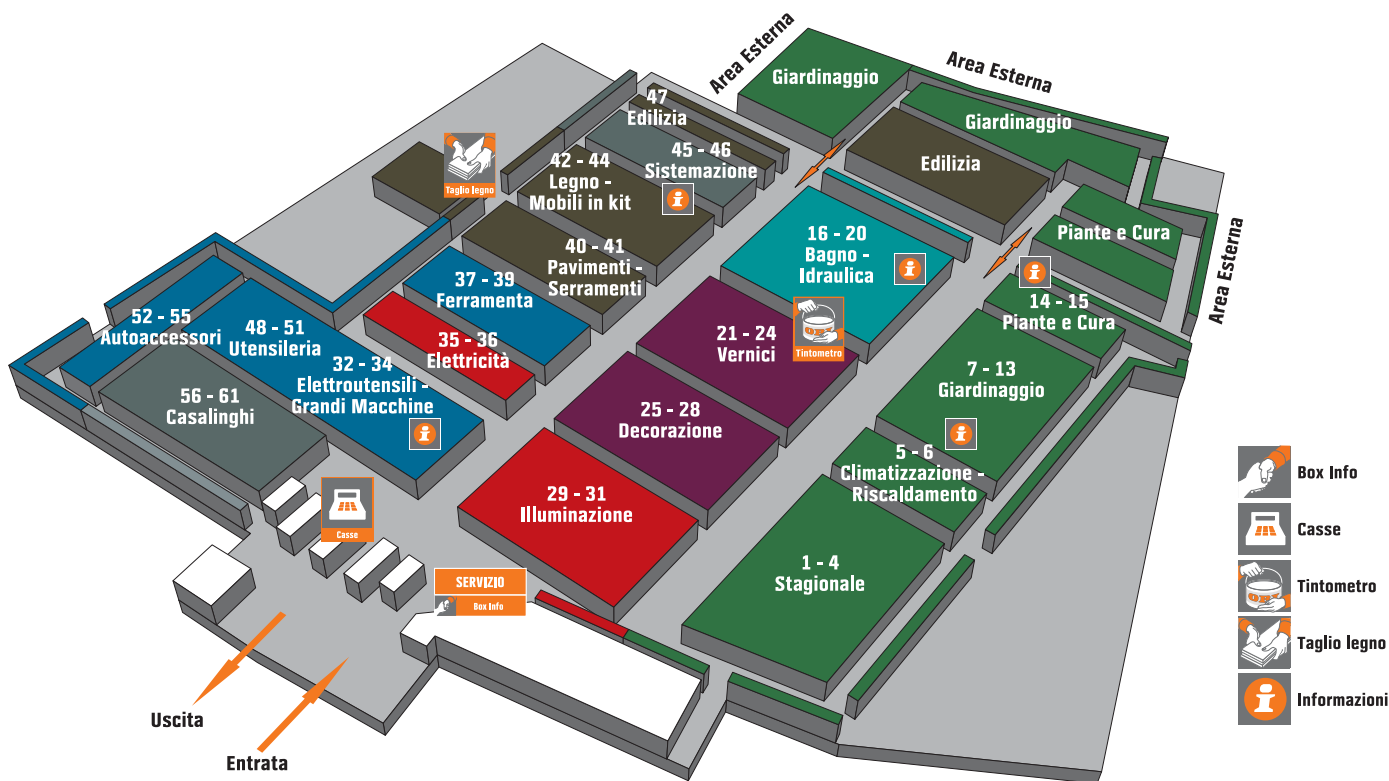 Area Esterna
Giardinaggio
Area Esterna
Giardinaggio
47
Edilizia
Edilizia
45 - 46
Sistemazione
42 - 44
Legno -
Mobili in kit
Taglio legno
Area Esterna
Piante e Cura
16 - 20
Bagno -
Idraulica
40 - 41
Pavimenti -
Serramenti
37 - 39
Ferramenta
14 - 15
Piante e Cura
52 - 55
Autoaccessori
48 - 51
Utensileria
35 - 36
Elettricità
21 - 24
Vernici
OBI
Tintometro
32 - 34
Elettroutensili -
Grandi Macchine
7 - 13
Giardinaggio
56 - 61
Casalinghi
25 - 28
Decorazione
5 - 6
Climatizzazione -
Riscaldamento
29 - 31
Illuminazione
Casse
1 - 4
Stagionale
SERVIZIO
Box Info
Uscita
Entrata
Box Info
Casse
OBI
Tintometro
Taglio legno
Informazioni